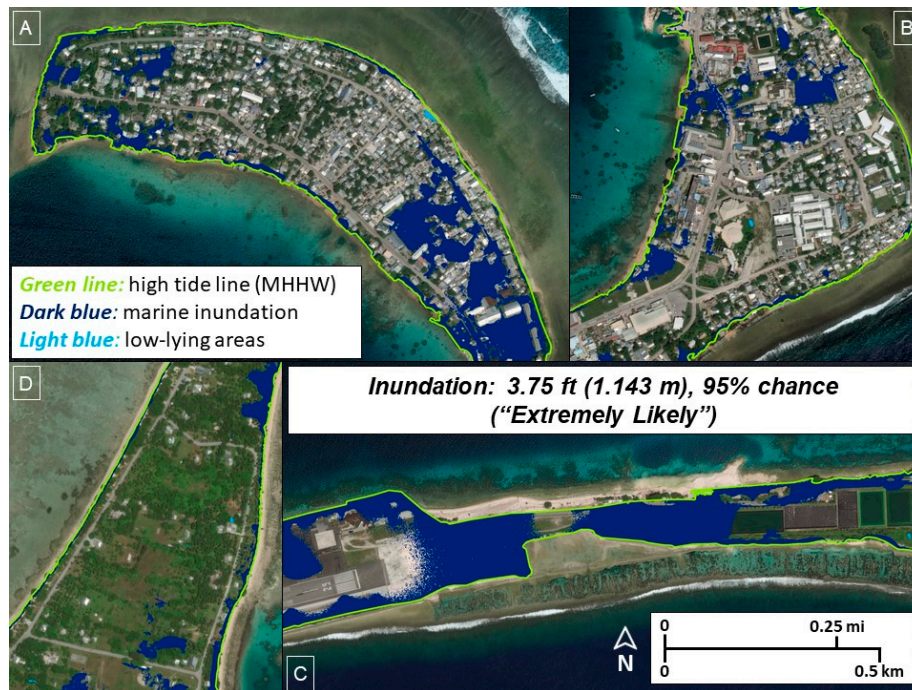 A
B
Green line: high tide line (MHHW)
Dark blue: marine inundation
Light blue: low-lying areas
D
Inundation: 3.75 ft (1.143 m), 95% chance
(“Extremely Likely”)
C
N
0 0.25 mi
0 0.5 km